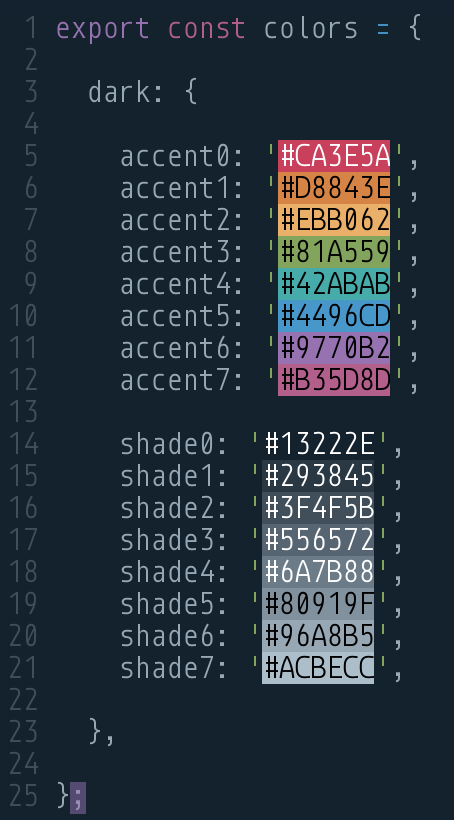 1 export const colors = {
2
3 dark: {
4
5 accent0: '#CA3E5A',
6 accent1: '#D8843E',
7 accent2: '#EBB062',
8 accent3: '#81A559',
9 accent4: '#42ABAB',
10 accent5: '#4496CD',
11 accent6: '#9770B2',
12 accent7: '#B35D8D',
13
14 shade0: '#13222E',
15 shade1: '#293845',
16 shade2: '#3F4F5B',
17 shade3: '#556572',
18 shade4: '#6A7B88',
19 shade5: '#80919F',
20 shade6: '#96A8B5',
21 shade7: '#ACBECC',
22
23 },
24
25 };